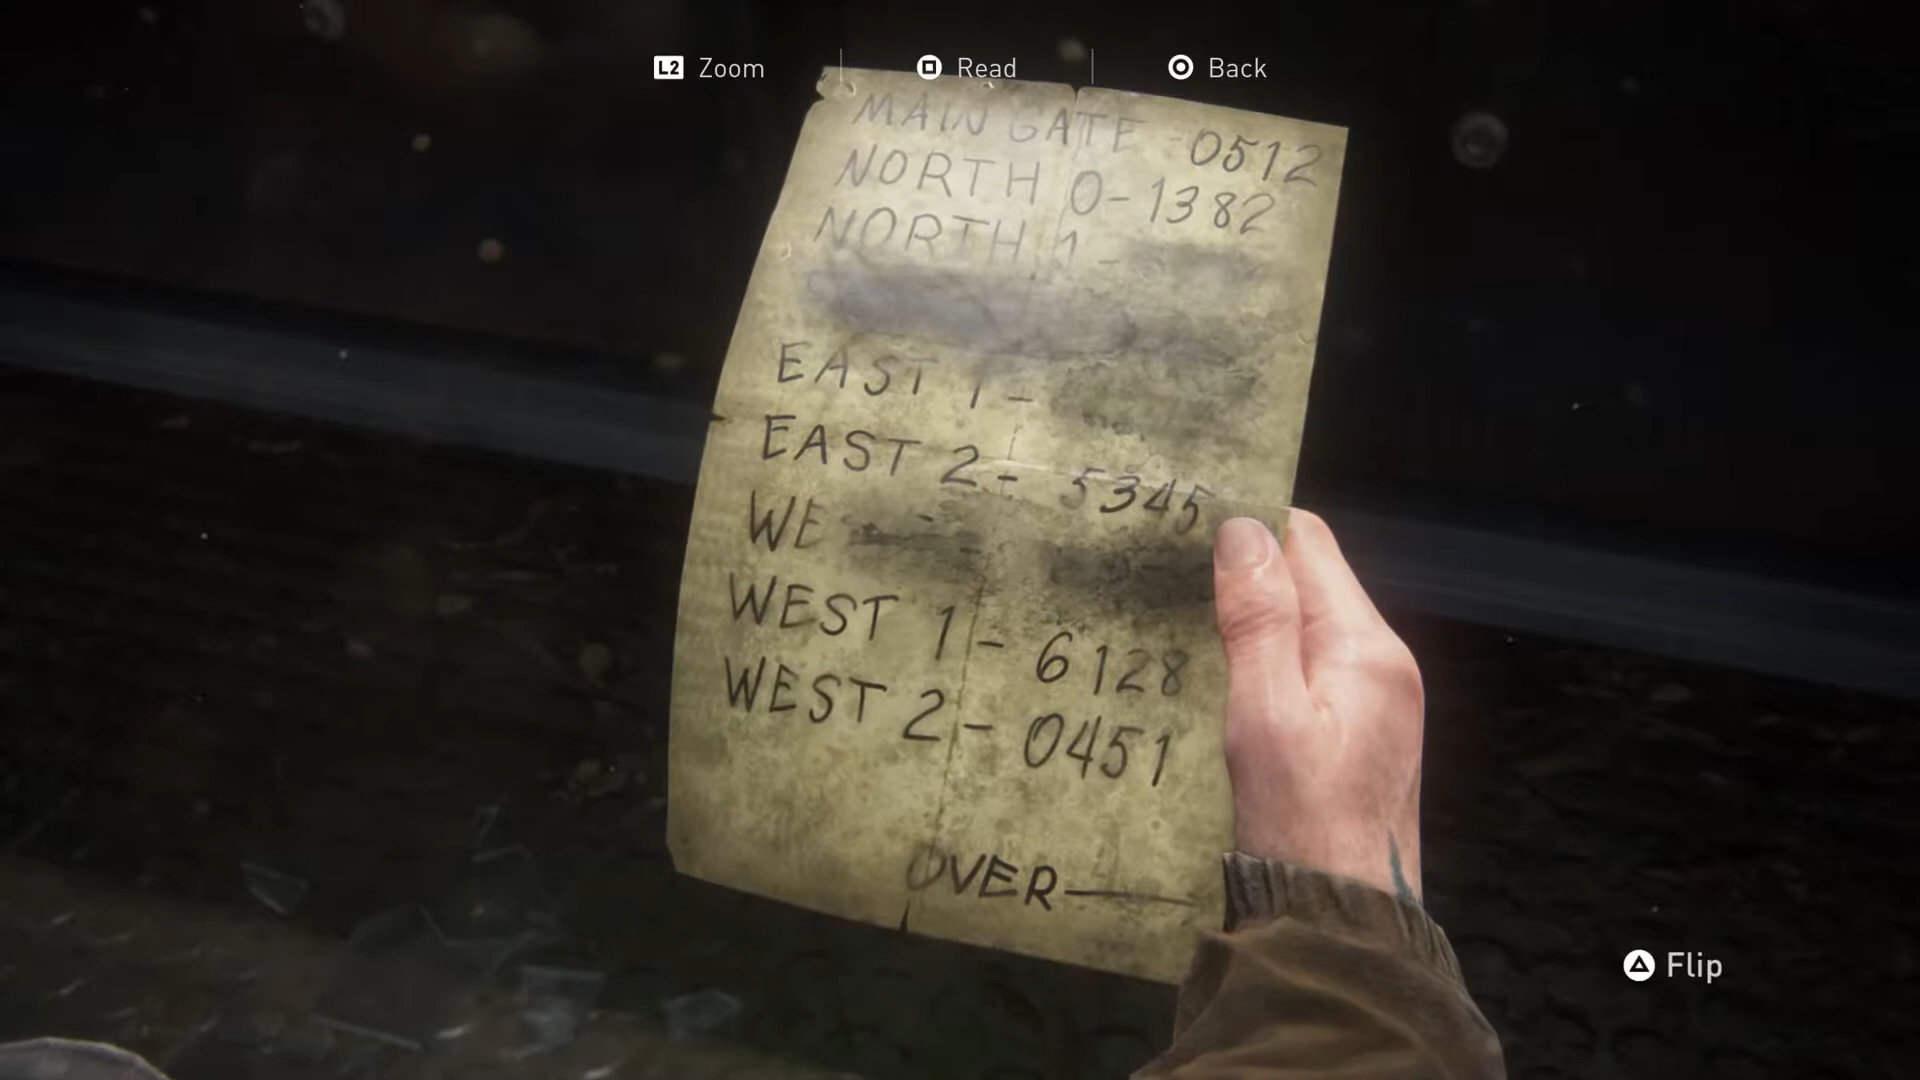 L2 Zoom
Read
Back
MAIN GATE - 0512
NORTH 0 - 1382
NORTH 1 -
EAST 1 -
EAST 2 - 5345
WE
WEST 1 - 6128
WEST 2 - 0451
OVER
Flip